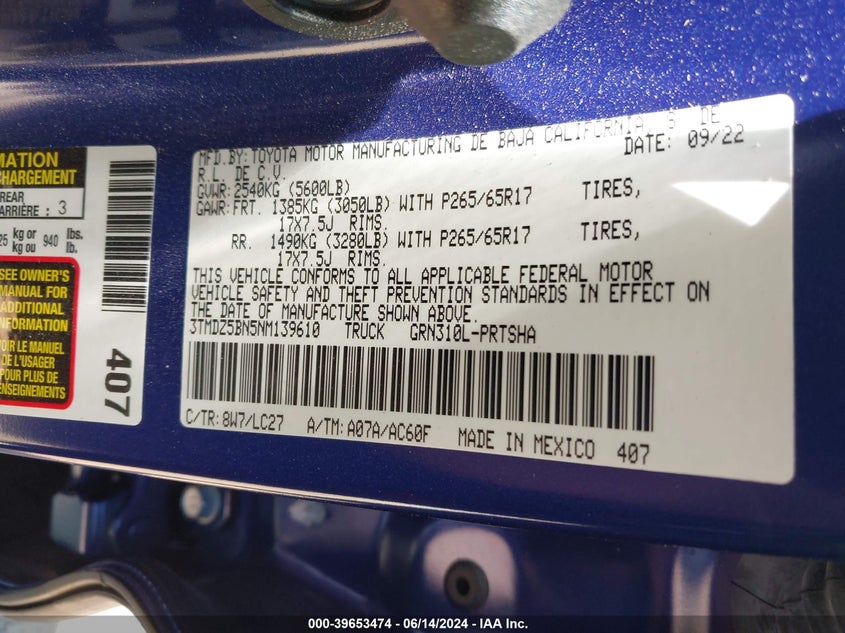 MATION
CHARGEMENT
REAR
ARRIÈRE : 3
25 kg or kg ou 940 lbs. lb.
SEE OWNER'S
MANUAL FOR
ADDITIONAL
INFORMATION
OIR LE MANUEL
DE L'USAGER
POUR PLUS DE
ENSEIGNEMENTS
407
MFD.BY:TOYOTA MOTOR MANUFACTURING DE BAJA CALIFORNIA, S DE
R.L. DE C.V. DATE: 09/22
GVWR:2540KG (5600LB)
GAWR:FRT. 1385KG (3050LB) WITH P265/65R17 TIRES,
17X7.5J RIMS.
RR. 1490KG (3280LB) WITH P265/65R17 TIRES,
17X7.5J RIMS.
THIS VEHICLE CONFORMS TO ALL APPLICABLE FEDERAL MOTOR
VEHICLE SAFETY AND THEFT PREVENTION STANDARDS IN EFFECT ON
THE DATE OF MANUFACTURE SHOWN ABOVE.
3TMDZ5BN5NM139610 TRUCK GRN310L-PRTSHA
C/TR:8W7/LC27 A/TM:A07A/AC60F MADE IN MEXICO 407
000-39653474 - 06/14/2024 - IAA Inc.